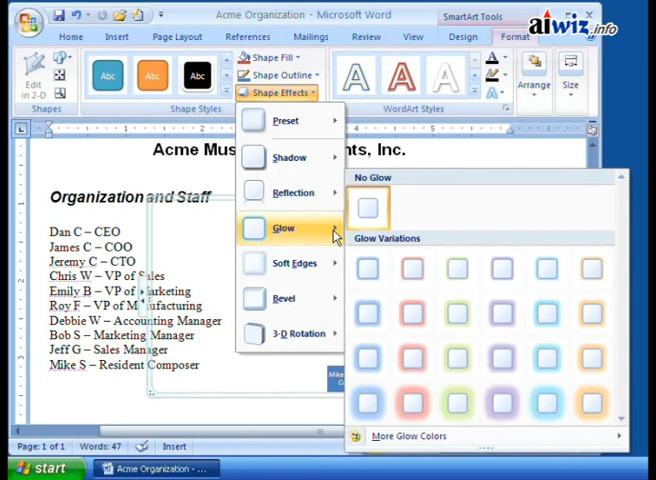 Acme Organization - Microsoft Word
SmartArt Tools
aiwiz.info
Home Insert Page Layout References Mailings Review View Design Format
Edit in 2-D
Abc Abc Abc
Shape Fill
Shape Outline
Shape Effects
A A A
Arrange
Size
Shapes
Shape Styles
WordArt Styles
Acme Mus
ents, Inc.
Organization and Staff
Dan C – CEO
James C – COO
Jeremy C – CTO
Chris W – VP of Sales
Emily B – VP of Marketing
Roy F – VP of Manufacturing
Debbie W – Accounting Manager
Bob S – Marketing Manager
Jeff G – Sales Manager
Mike S – Resident Composer
Preset
Shadow
Reflection
Glow
Soft Edges
Bevel
3-D Rotation
No Glow
Glow Variations
More Glow Colors
Page: 1 of 1 Words: 47 Insert
start
Acme Organization - ...